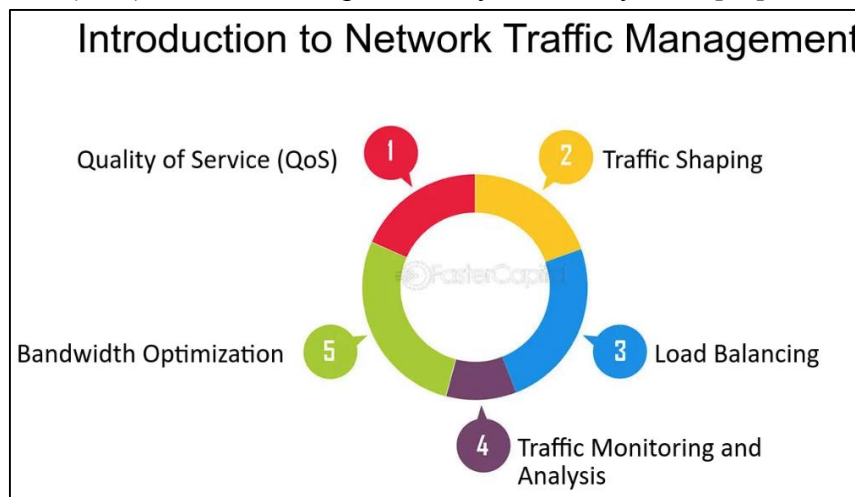 Introduction to Network Traffic Management
1
Quality of Service (QoS)
2
Traffic Shaping
FasterCapital
5
Bandwidth Optimization
3
Load Balancing
4
Traffic Monitoring and
Analysis